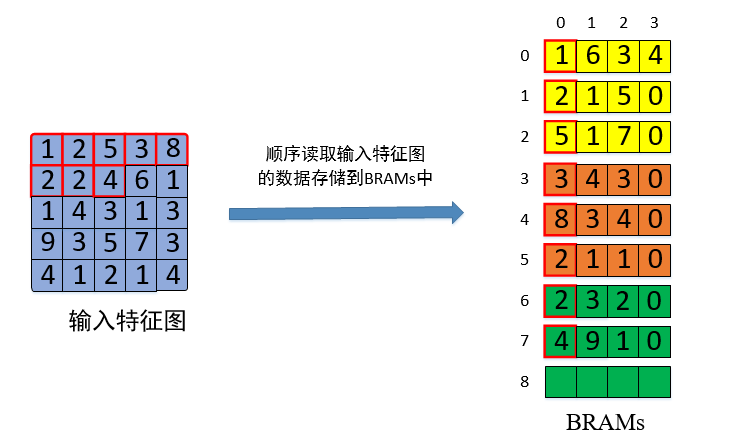 0 1 2 3
0 1 6 3 4
1 2 1 5 0
2 5 1 7 0
3 3 4 3 0
4 8 3 4 0
5 2 1 1 0
6 2 3 2 0
7 4 9 1 0
8
BRAMs
1 2 5 3 8
2 2 4 6 1
1 4 3 1 3
9 3 5 7 3
4 1 2 1 4
输入特征图
顺序读取输入特征图
的数据存储到BRAMs中